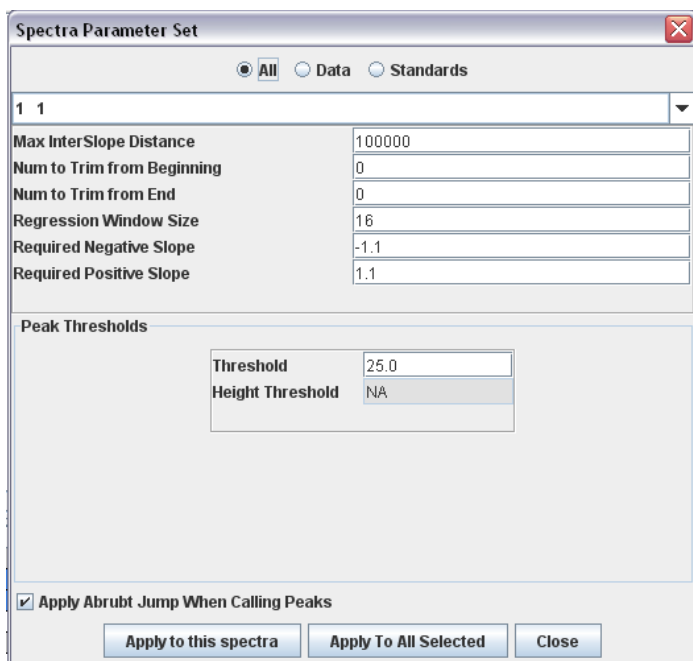 Spectra Parameter Set
All Data Standards
1 1
Max InterSlope Distance 100000
Num to Trim from Beginning 0
Num to Trim from End 0
Regression Window Size 16
Required Negative Slope -1.1
Required Positive Slope 1.1
Peak Thresholds
Threshold 25.0
Height Threshold NA
Apply Abrubt Jump When Calling Peaks
Apply to this spectra Apply To All Selected Close